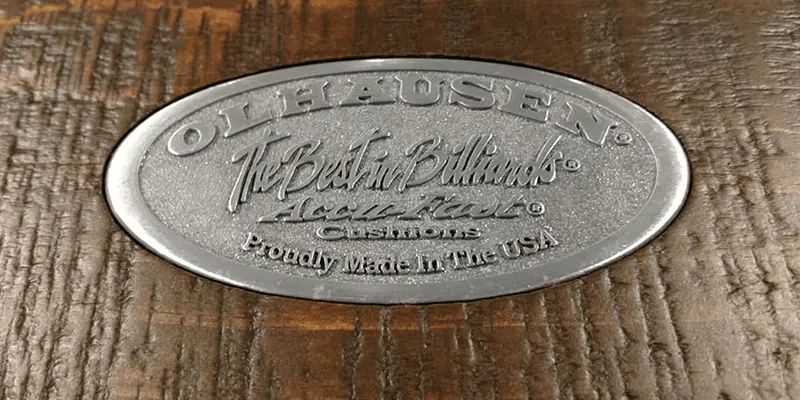 OLHAUSEN®
The Best in Billiards®
Accu-Fast®
Cushions
Proudly Made In The USA